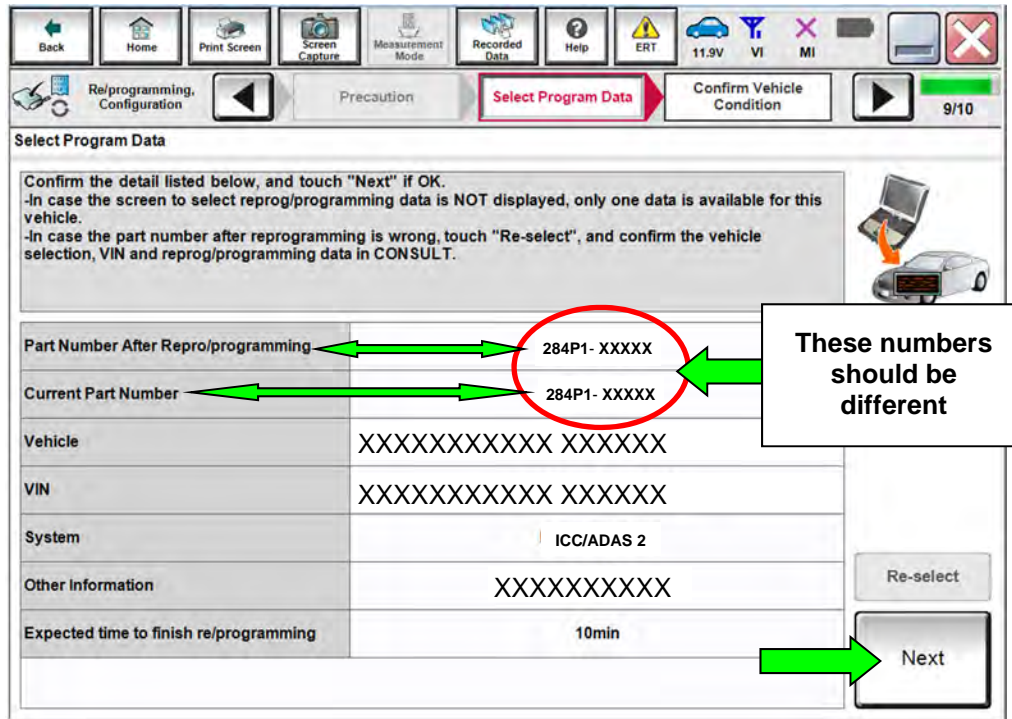 Back
Home
Print Screen
Screen
Capture
Measurement
Mode
Recorded
Data
Help
ERT
11.9V
VI
MI
Re/programming,
Configuration
Precaution
Select Program Data
Confirm Vehicle
Condition
9/10
Select Program Data
Confirm the detail listed below, and touch "Next" if OK.
-In case the screen to select reprog/programming data is NOT displayed, only one data is available for this
vehicle.
-In case the part number after reprogramming is wrong, touch "Re-select", and confirm the vehicle
selection, VIN and reprog/programming data in CONSULT.
These numbers
should be
different
Part Number After Repro/programming
284P1- XXXXX
Current Part Number
284P1- XXXXX
Vehicle
XXXXXXXXXXX XXXXXX
VIN
XXXXXXXXXXX XXXXXX
System
ICC/ADAS 2
Other Information
XXXXXXXXXX
Expected time to finish re/programming
10min
Re-select
Next